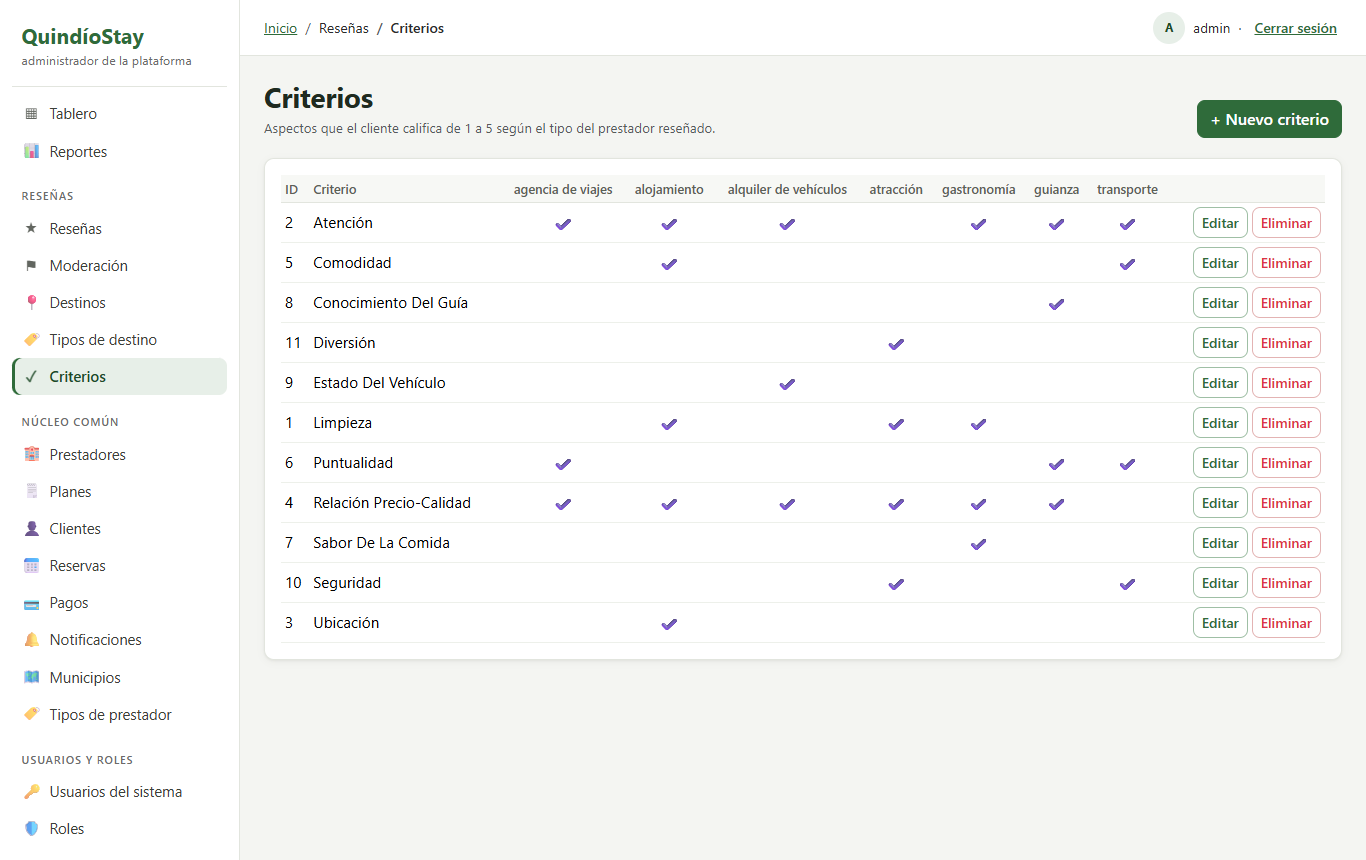 QuindíoStay
administrador de la plataforma
Tablero
Reportes
RESEÑAS
Reseñas
Moderación
Destinos
Tipos de destino
Criterios
NÚCLEO COMÚN
Prestadores
Planes
Clientes
Reservas
Pagos
Notificaciones
Municipios
Tipos de prestador
USUARIOS Y ROLES
Usuarios del sistema
Roles
Inicio / Reseñas / Criterios
A admin · Cerrar sesión
Criterios
Aspectos que el cliente califica de 1 a 5 según el tipo del prestador reseñado.
+ Nuevo criterio
ID Criterio agencia de viajes alojamiento alquiler de vehículos atracción gastronomía guianza transporte
2 Atención ✔ ✔ ✔ ✔ ✔ ✔ Editar Eliminar
5 Comodidad ✔ ✔ Editar Eliminar
8 Conocimiento Del Guía ✔ Editar Eliminar
11 Diversión ✔ Editar Eliminar
9 Estado Del Vehículo ✔ Editar Eliminar
1 Limpieza ✔ ✔ ✔ Editar Eliminar
6 Puntualidad ✔ ✔ ✔ Editar Eliminar
4 Relación Precio-Calidad ✔ ✔ ✔ ✔ ✔ ✔ Editar Eliminar
7 Sabor De La Comida ✔ Editar Eliminar
10 Seguridad ✔ ✔ Editar Eliminar
3 Ubicación ✔ Editar Eliminar